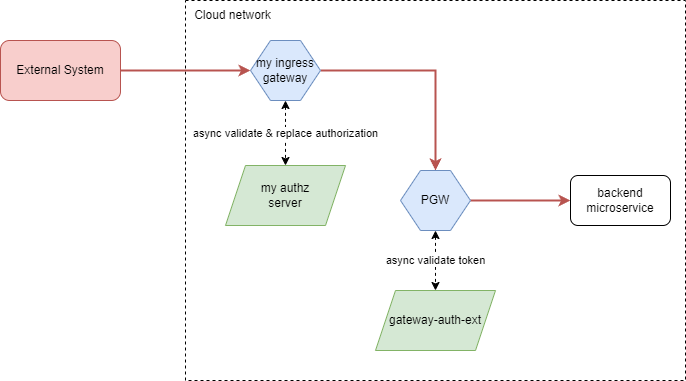 Cloud network
External System
my ingress
gateway
async validate & replace authorization
my authz
server
PGW
backend
microservice
async validate token
gateway-auth-ext